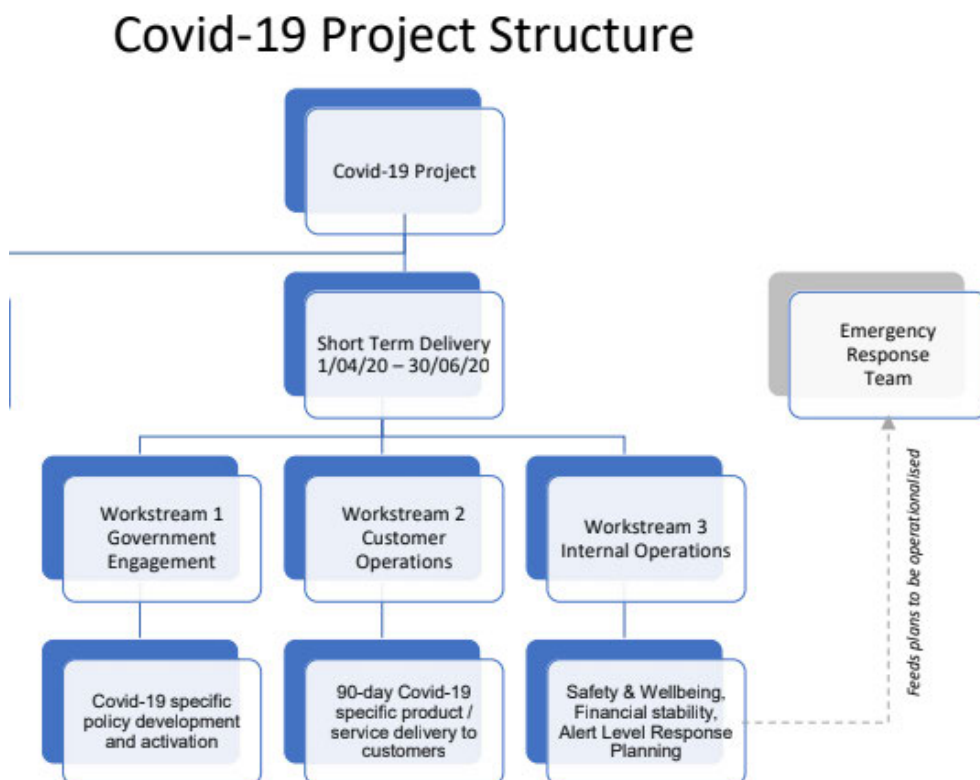 Covid-19 Project Structure
Covid-19 Project
Short Term Delivery
1/04/20 – 30/06/20
Emergency
Response
Team
Workstream 1
Government
Engagement
Workstream 2
Customer
Operations
Workstream 3
Internal Operations
Feeds plans to be operationalised
Covid-19 specific
policy development
and activation
90-day Covid-19
specific product /
service delivery to
customers
Safety & Wellbeing,
Financial stability,
Alert Level Response
Planning